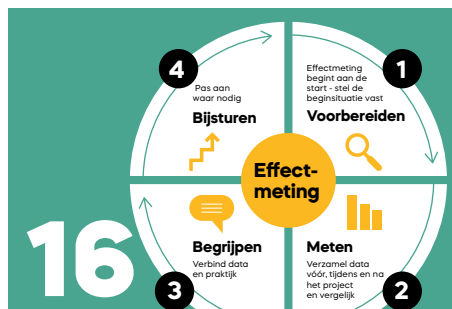 1
Effectmeting
begint aan de
start - stel de
beginsituatie vast
Voorbereiden
2
Meten
Verzamel data
vóór, tijdens en na
het project
en vergelijk
3
Begrijpen
Verbind data
en praktijk
4
Pas aan
waar nodig
Bijsturen
Effect-
meting
16